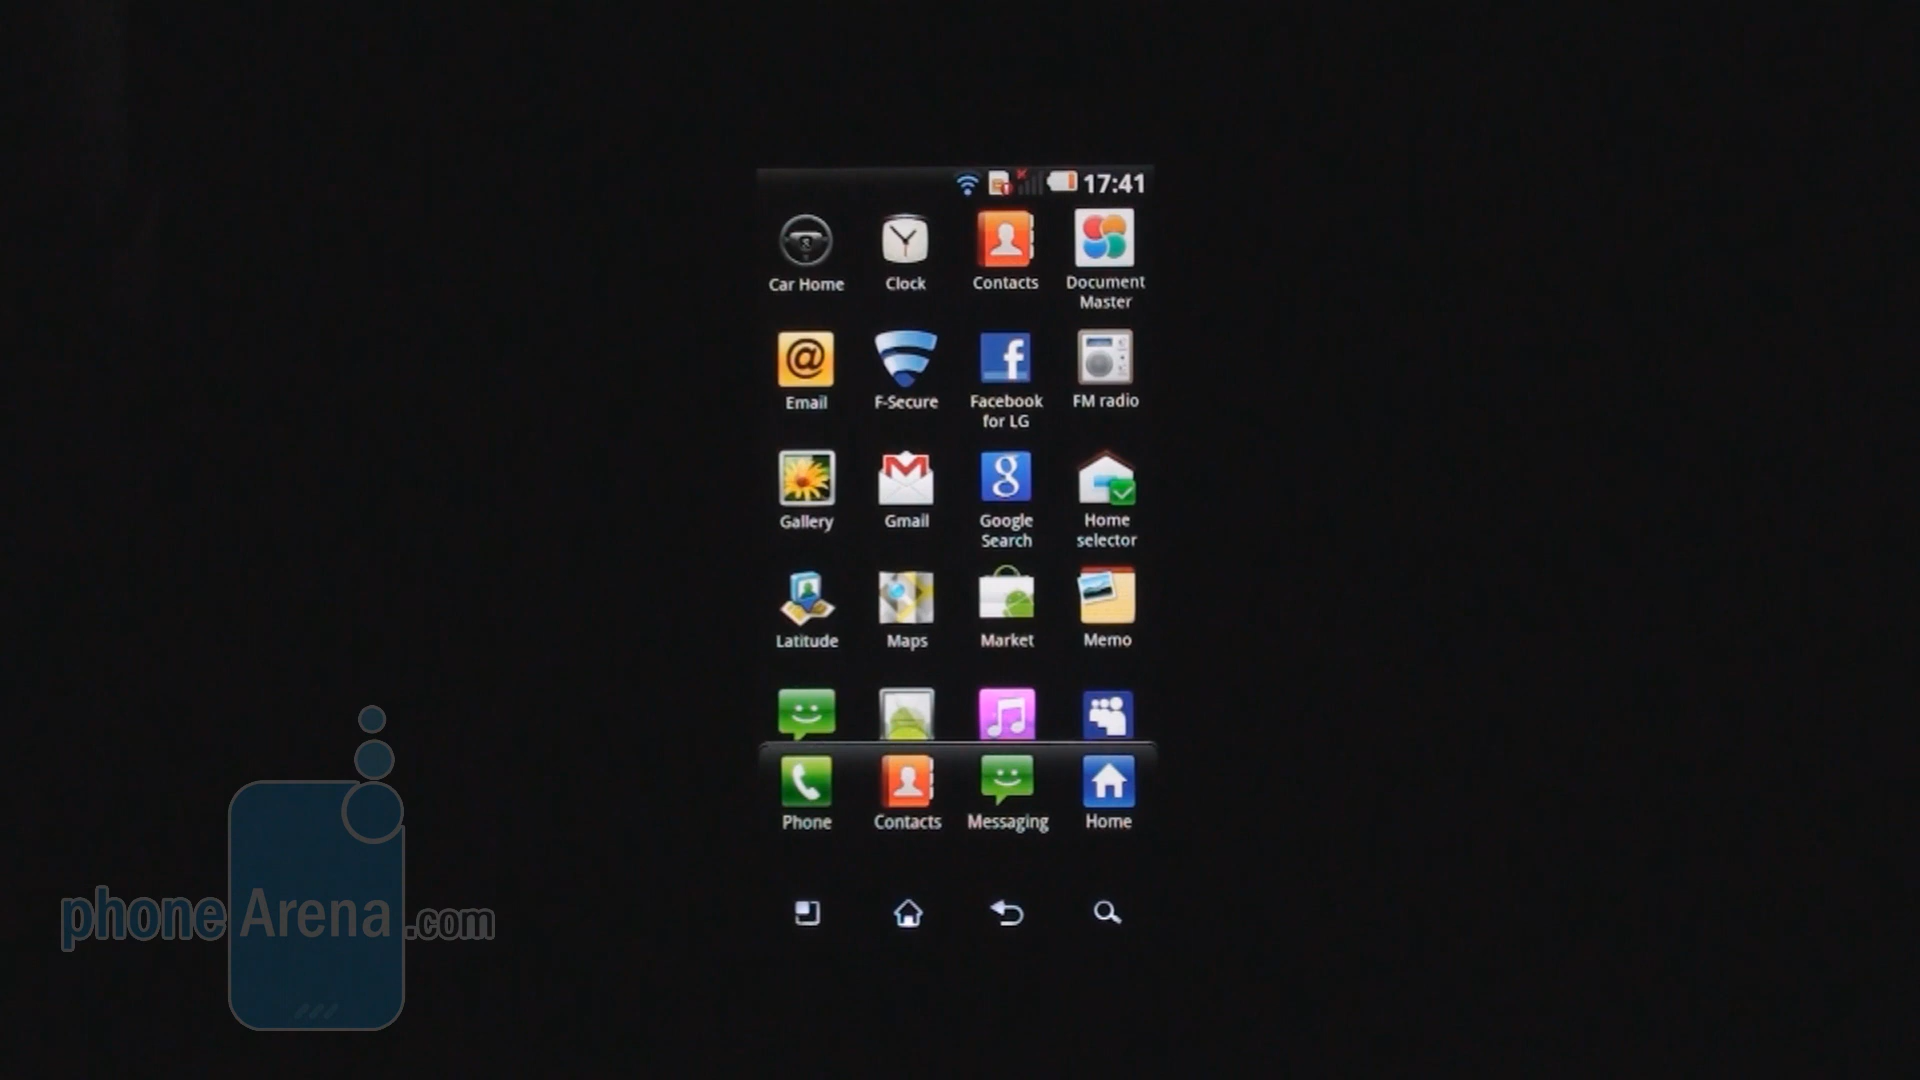 17:41
Car Home
Clock
Contacts
Document
Master
Email
F-Secure
Facebook
for LG
FM radio
Gallery
Gmail
Google
Search
Home
selector
Latitude
Maps
Market
Memo
Phone
Contacts
Messaging
Home
phoneArena.com